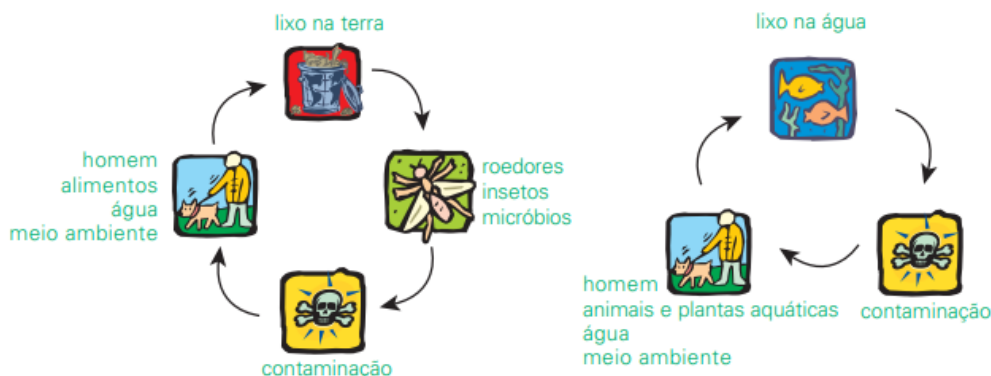 lixo na terra
homem
alimentos
água
meio ambiente
roedores
insetos
micróbios
contaminação
lixo na água
homem
animais e plantas aquáticas
água
meio ambiente
contaminação